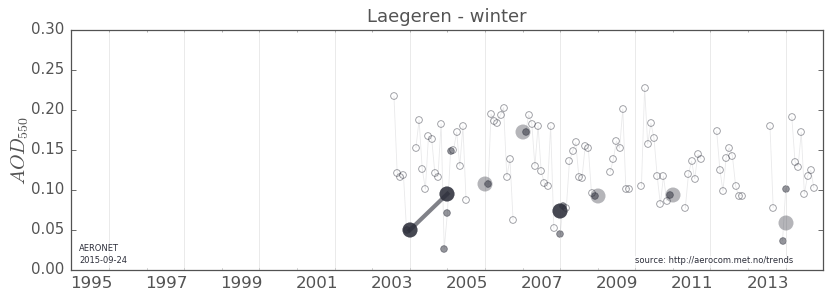 Laegeren - winter
0.30
0.25
0.20
0.15
0.10
0.05
0.00
AOD550
AERONET
2015-09-24
source: http://aerocom.met.no/trends
1995 1997 1999 2001 2003 2005 2007 2009 2011 2013